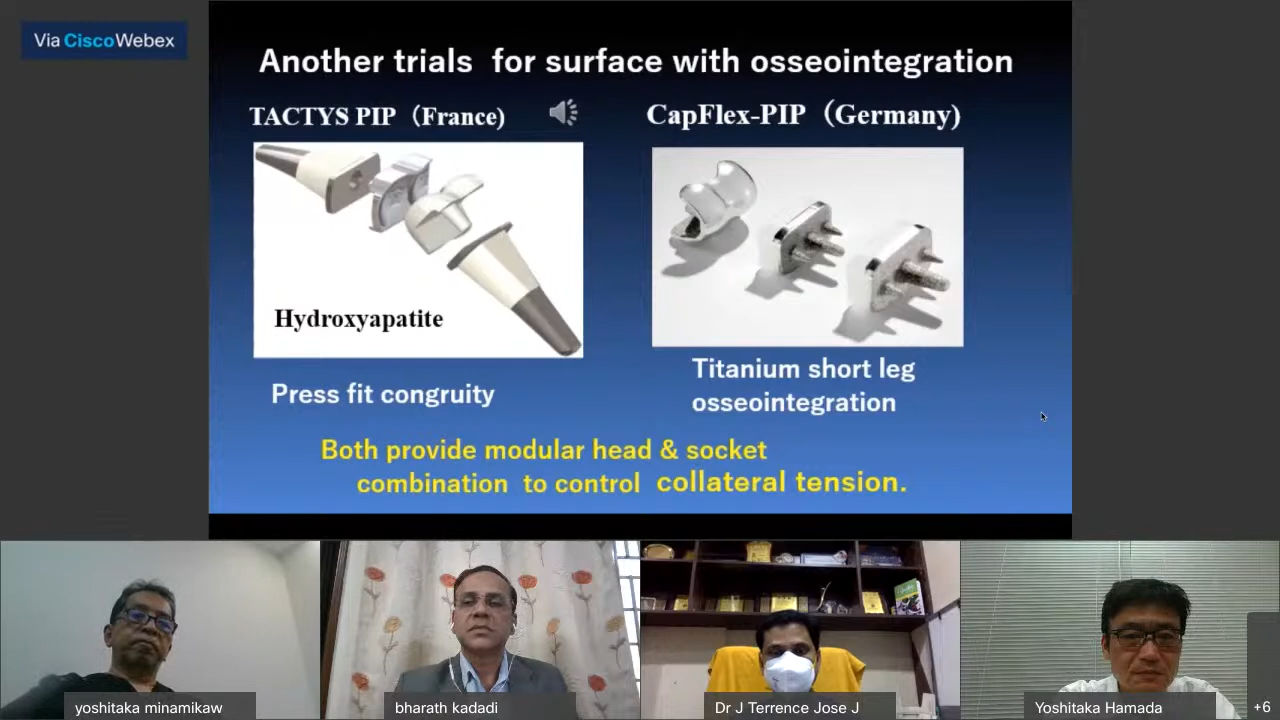 Via CiscoWebex
Another trials for surface with osseointegration
TACTYS PIP（France)
CapFlex-PIP（Germany)
Hydroxyapatite
Press fit congruity
Titanium short leg
osseointegration
Both provide modular head & socket
combination to control collateral tension.
yoshitaka minamikaw
bharath kadadi
Dr J Terrence Jose J
Yoshitaka Hamada
+6